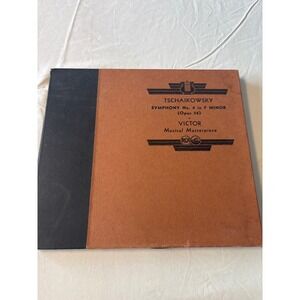 TSCHAIKOWSKY
SYMPHONY No. 4 in F MINOR
(Opus 36)
VICTOR
Musical Masterpiece